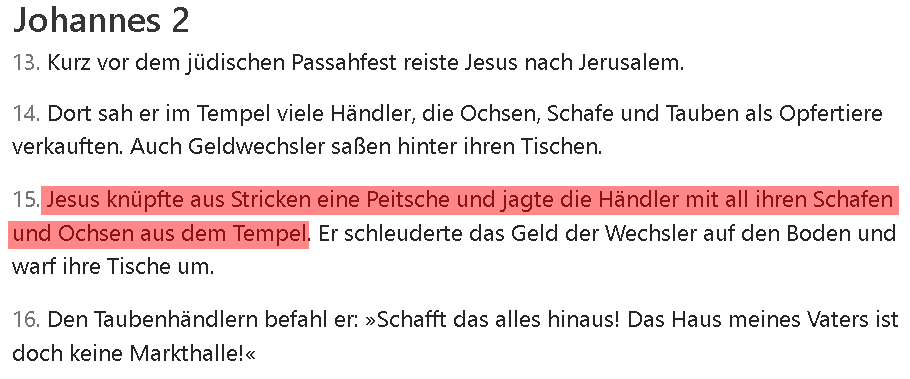 Johannes 2
13. Kurz vor dem jüdischen Passahfest reiste Jesus nach Jerusalem.
14. Dort sah er im Tempel viele Händler, die Ochsen, Schafe und Tauben als Opfertiere
verkauften. Auch Geldwechsler saßen hinter ihren Tischen.
15. Jesus knüpfte aus Stricken eine Peitsche und jagte die Händler mit all ihren Schafen
und Ochsen aus dem Tempel. Er schleuderte das Geld der Wechsler auf den Boden und
warf ihre Tische um.
16. Den Taubenhändlern befahl er: »Schafft das alles hinaus! Das Haus meines Vaters ist
doch keine Markthalle!«